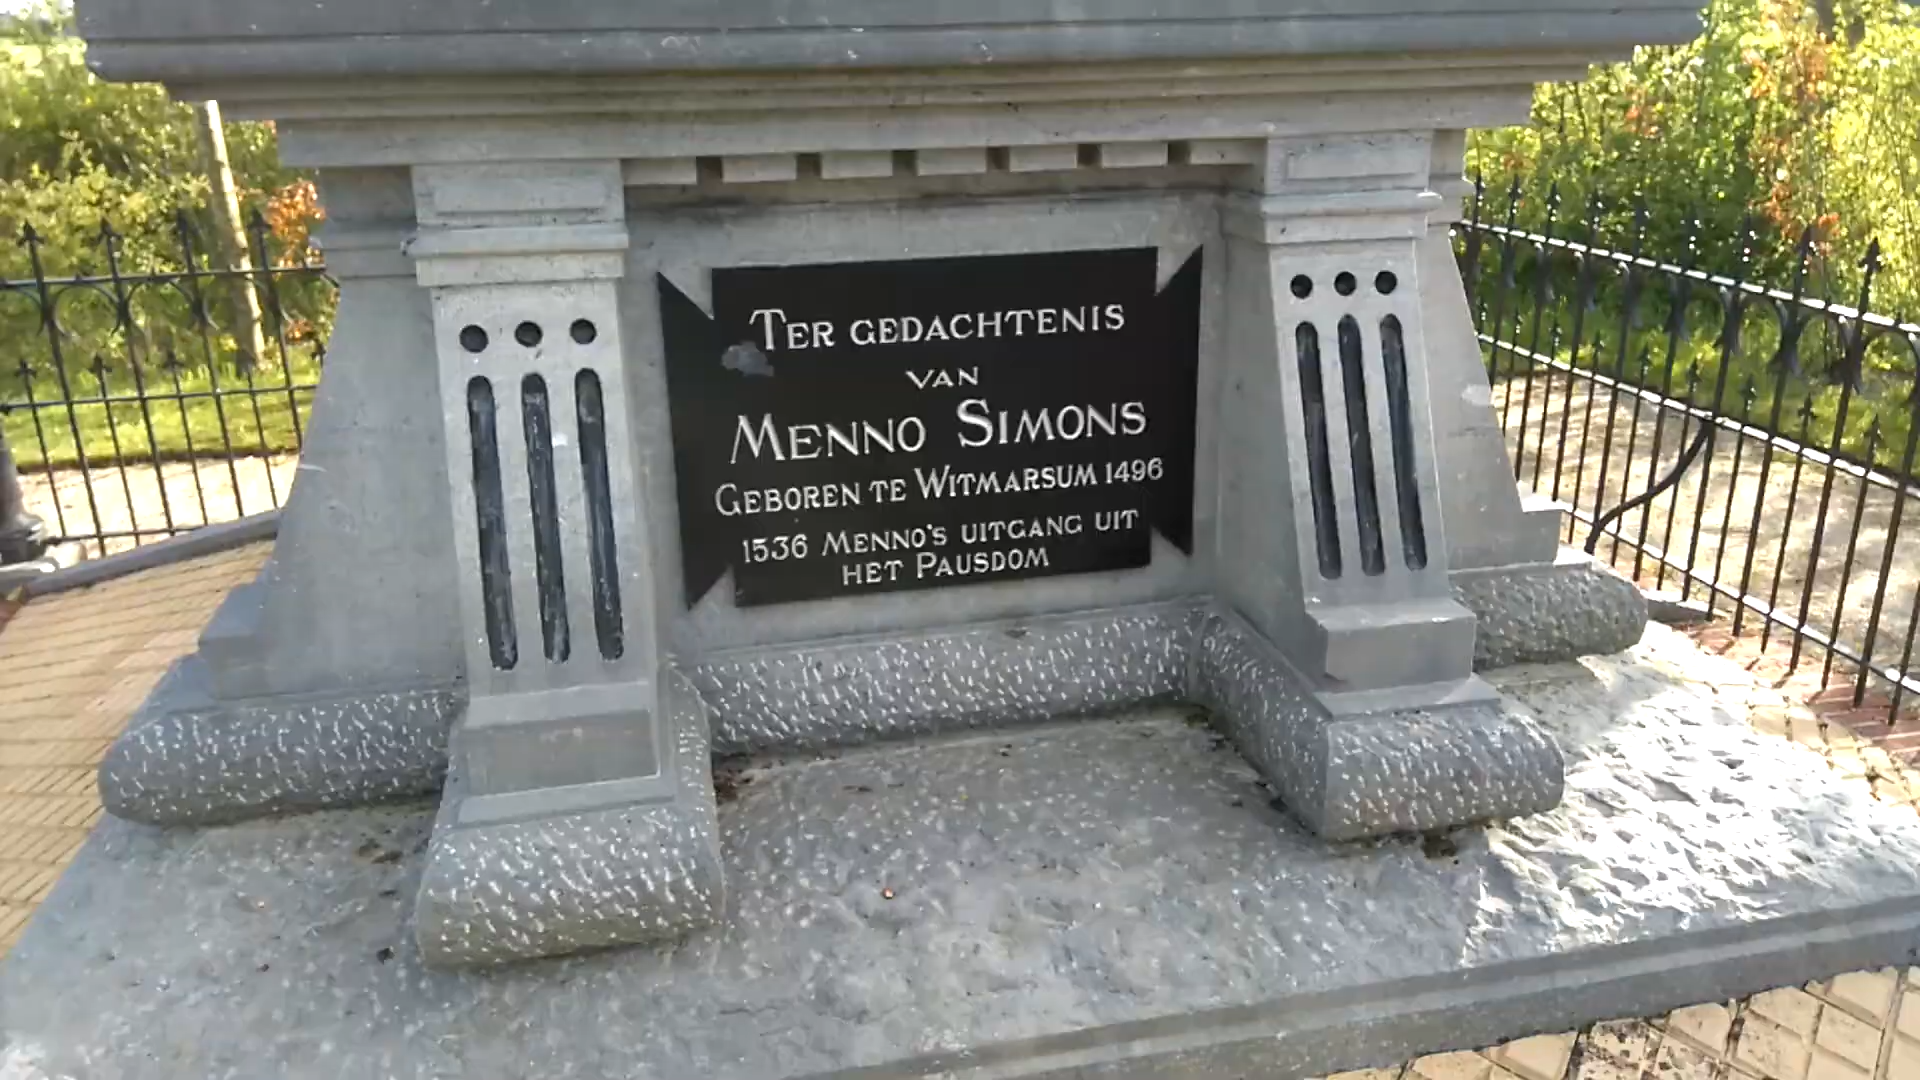 TER GEDACHTENIS
VAN
MENNO SIMONS
GEBOREN TE WITMARSUM 1496
1536 MENNO'S UITGANG UIT
HET PAUSDOM